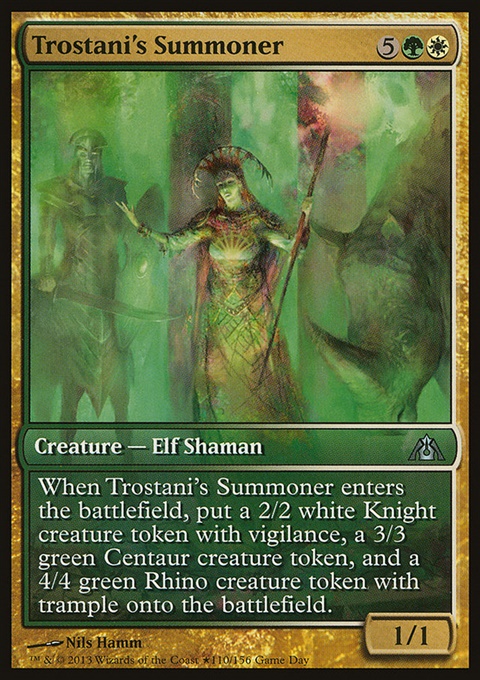 Trostani's Summoner 5
Creature — Elf Shaman
When Trostani's Summoner enters
the battlefield, put a 2/2 white Knight
creature token with vigilance, a 3/3
green Centaur creature token, and a
4/4 green Rhino creature token with
trample onto the battlefield.
Nils Hamm
1/1
™ & © 2013 Wizards of the Coast ★110/156 Game Day